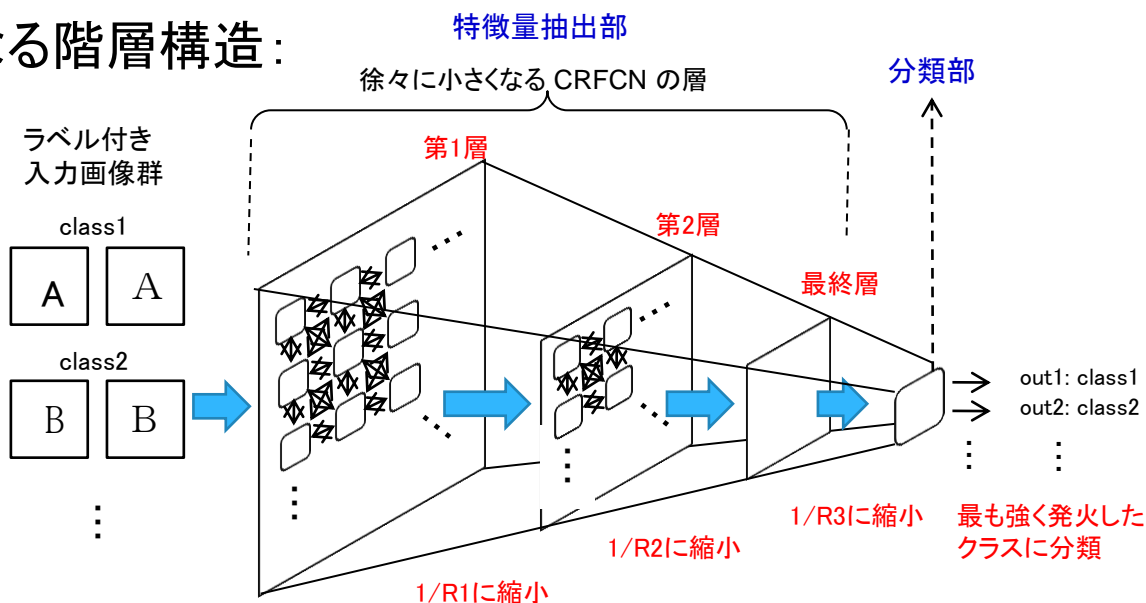 る階層構造：
特徴量抽出部
徐々に小さくなる CRFCN の層
分類部
ラベル付き
入力画像群
class1
A
A
class2
B
B
⋮
第1層
第2層
最終層
1/R1に縮小
1/R2に縮小
1/R3に縮小
out1: class1
out2: class2
⋮ ⋮
最も強く発火した
クラスに分類